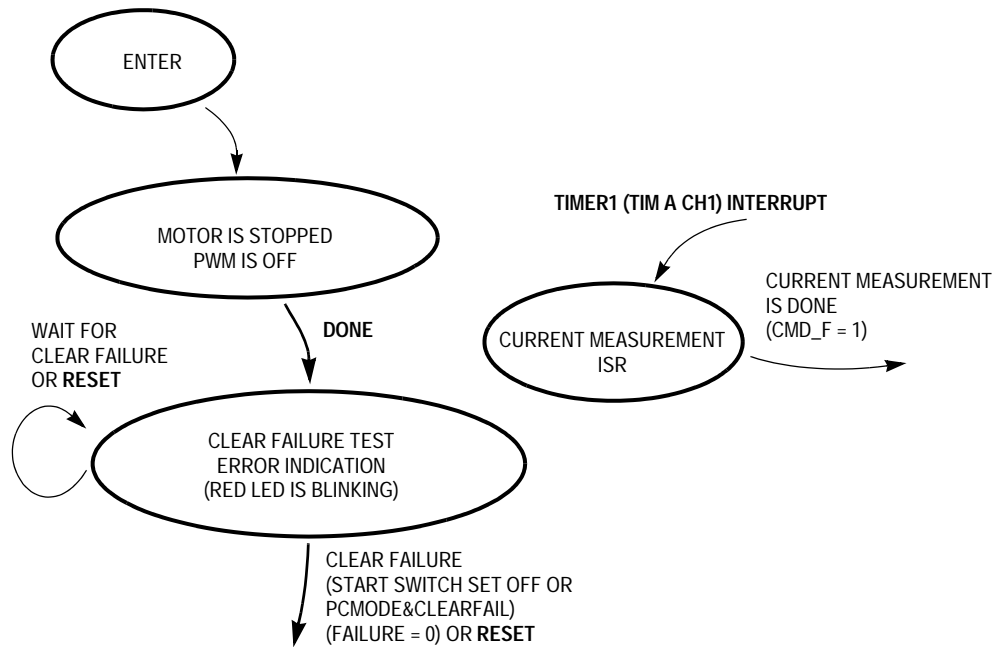 ENTER
MOTOR IS STOPPED
PWM IS OFF
TIMER1 (TIM A CH1) INTERRUPT
CURRENT MEASUREMENT
IS DONE
(CMD_F = 1)
CURRENT MEASUREMENT
ISR
DONE
WAIT FOR
CLEAR FAILURE
OR RESET
CLEAR FAILURE TEST
ERROR INDICATION
(RED LED IS BLINKING)
CLEAR FAILURE
(START SWITCH SET OFF OR
PCMODE&CLEARFAIL)
(FAILURE = 0) OR RESET